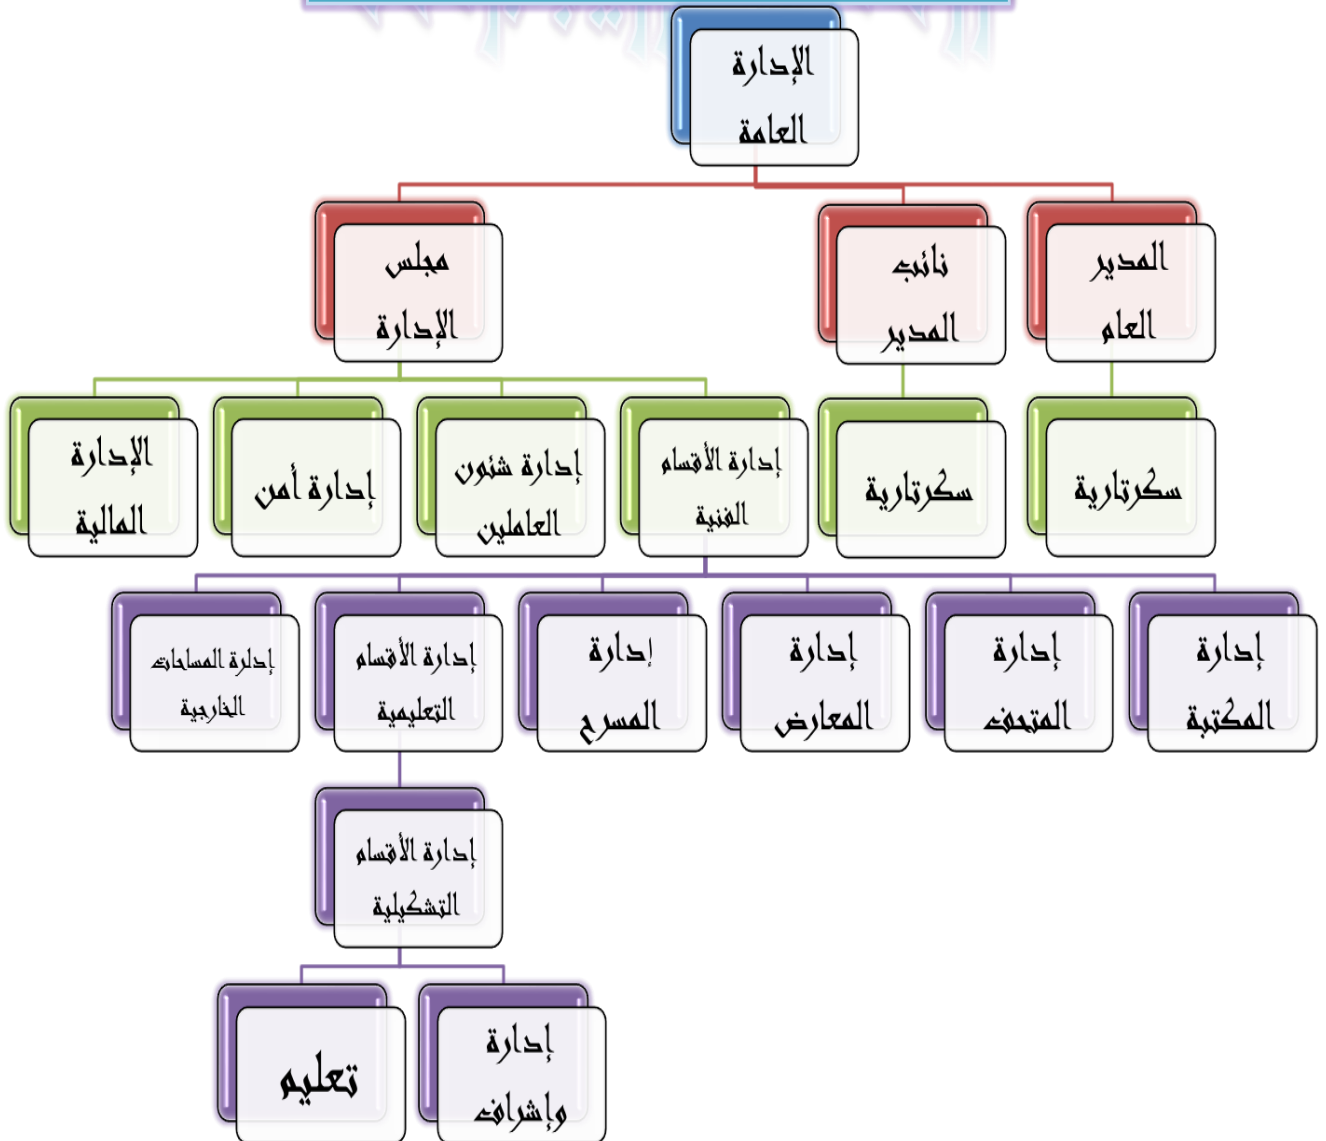 الإدارة
العامة
المدير
العام
نائب
المدير
مجلس
الإدارة
سكرتارية
سكرتارية
إدارة الأقسام
الفنية
إدارة شئون
العاملين
إدارة أمن
الإدارة
المالية
إدارة
المكتبة
إدارة
المتحف
إدارة
المعارض
إدارة
المسرح
إدارة الأقسام
التعليمية
إدلرة المساحات
الخارجية
إدارة الأقسام
التشكيلية
إدارة
وإشراف
تعليم